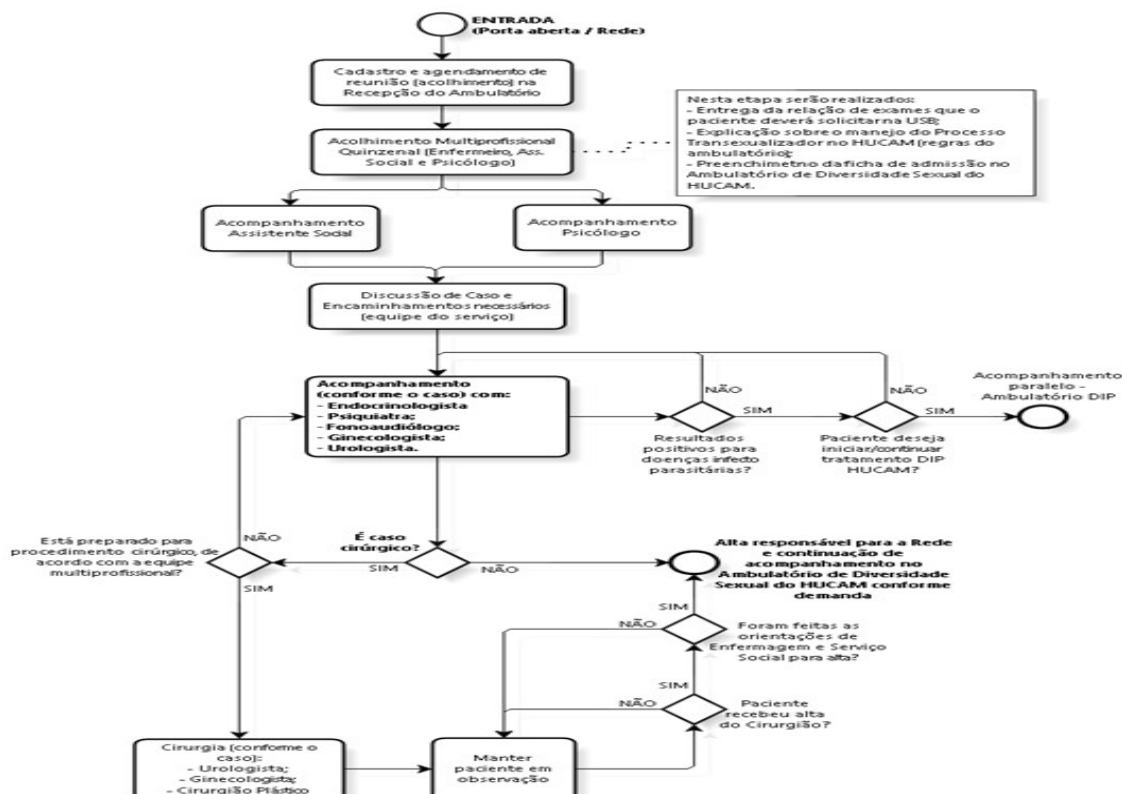 ENTRADA
(Porta aberta / Rede)
Cadastro e agendamento de
reunião (acolhimento) na
Recepção do Ambulatório
Nesta etapa serão realizados:
- Entrega da relação de exames que o
paciente deverá solicitar na USB;
- Explicação sobre o manejo do Processo
Transexualizador no HUCAM (regras do
ambulatório);
- Preenchimetno da ficha de admissão no
Ambulatório de Diversidade Sexual do
HUCAM.
Acolhimento Multiprofissional
Quinzenal (Enfermeiro, Ass.
Social e Psicólogo)
Acompanhamento
Assistente Social
Acompanhamento
Psicólogo
Discussão de Caso e
Encaminhamentos necessários
(equipe do serviço)
Acompanhamento
(conforme o caso) com:
- Endocrinologista
- Psiquiatra;
- Fonoaudiólogo;
- Ginecologista;
- Urologista.
NÃO
SIM
Resultados
positivos para
doenças infecto
parasitárias?
NÃO
SIM
Paciente deseja
iniciar/continuar
tratamento DIP
HUCAM?
Acompanhamento
paralelo -
Ambulatório DIP
Está preparado para
procedimento cirúrgico, de
acordo com a equipe
multiprofissional?
NÃO
SIM
É caso
cirúrgico?
SIM
NÃO
Alta responsável para a Rede
e continuação de
acompanhamento no
Ambulatório de Diversidade
Sexual do HUCAM conforme
demanda
SIM
NÃO
Foram feitas as
orientações de
Enfermagem e Serviço
Social para alta?
SIM
NÃO
Paciente
recebeu alta
do Cirurgião?
Cirurgia (conforme o
caso):
- Urologista;
- Ginecologista;
- Cirurgião Plástico
Manter
paciente em
observação